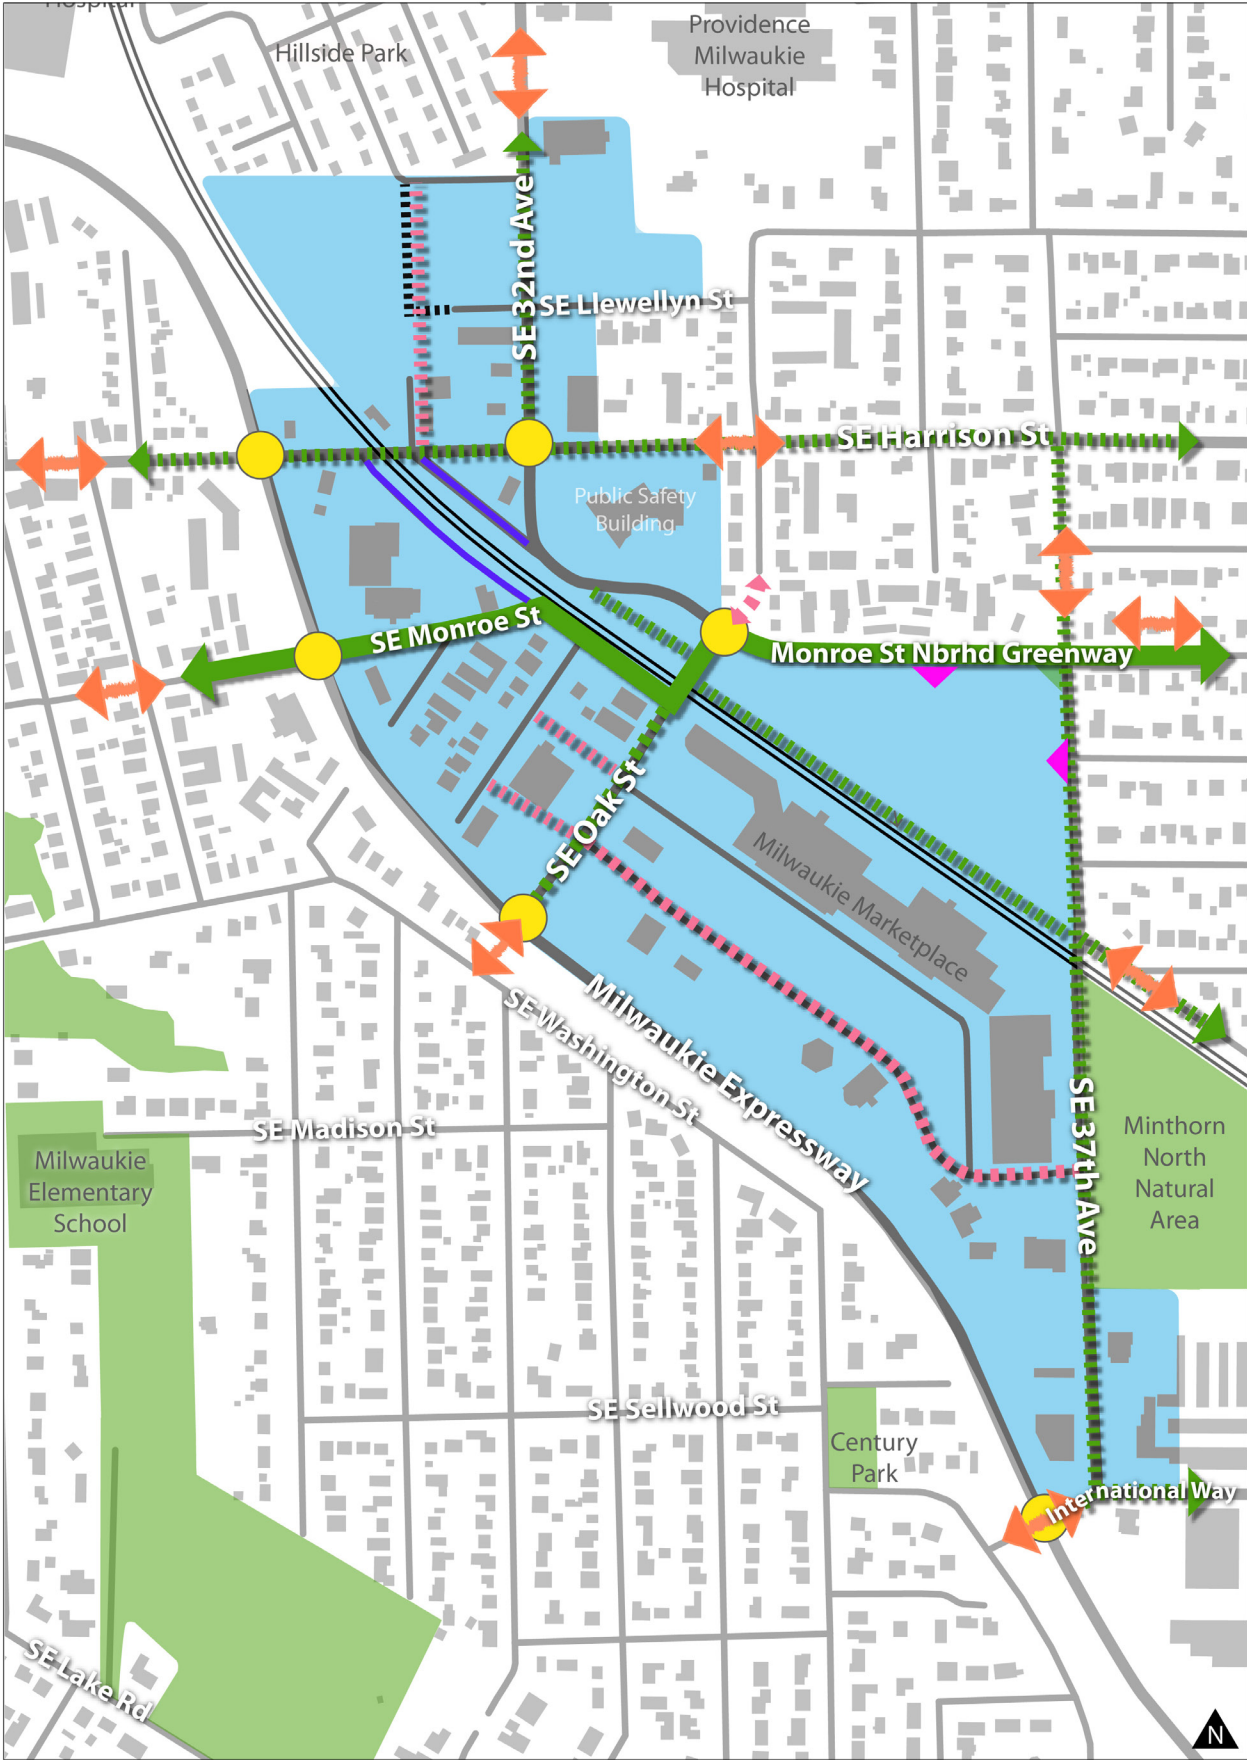 Hospital
Hillside Park
Providence
Milwaukie
Hospital
SE 32nd Ave
SE Llewellyn St
SE Harrison St
Public Safety
Building
SE Monroe St
Monroe St Nbrhd Greenway
SE Oak St
Milwaukie Marketplace
Milwaukie Expressway
SE Washington St
SE Madison St
SE 37th Ave
Milwaukie
Elementary
School
Minthorn
North
Natural
Area
SE Sellwood St
Century
Park
International Way
SE Lake Rd
N